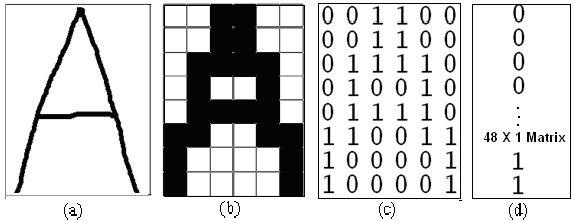 A
A
0 0 1 1 0 0
0 0 1 1 0 0
0 1 1 1 1 0
0 1 0 0 1 0
0 1 1 1 1 0
1 1 0 0 1 1
1 0 0 0 0 1
1 0 0 0 0 1
0
0
0
0
⋮
48 X 1 Matrix
1
1
(a) (b) (c) (d)